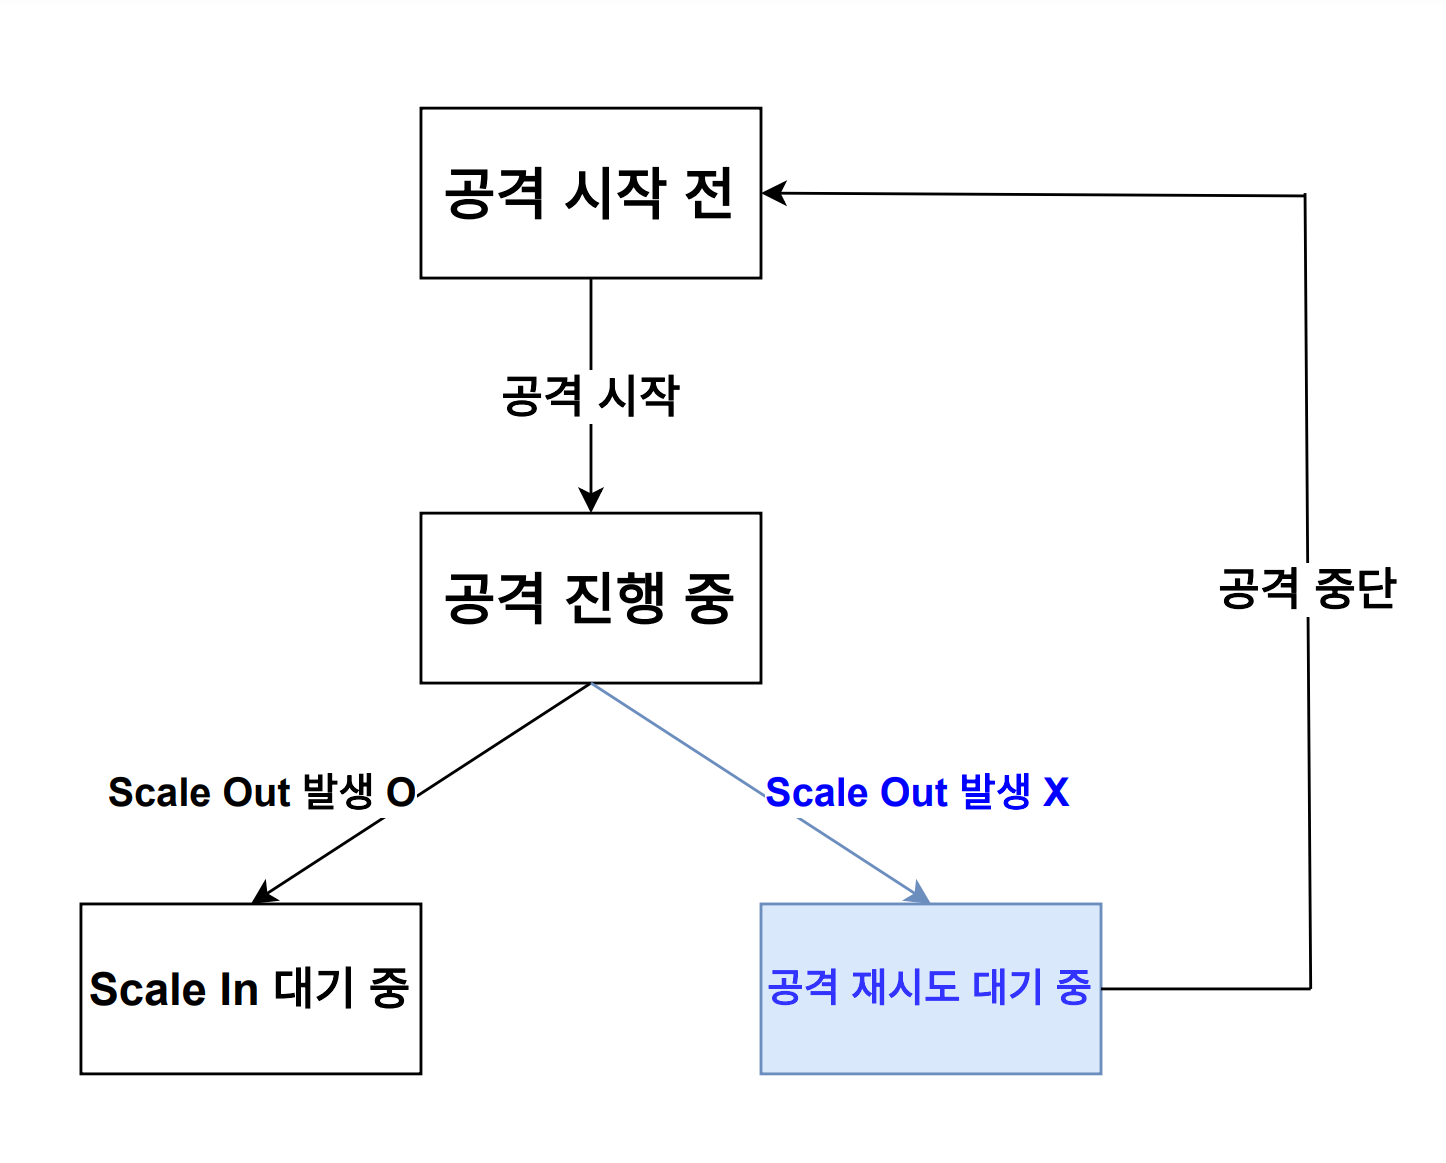 공격 시작 전
공격 시작
공격 진행 중
공격 중단
Scale Out 발생 O
Scale Out 발생 X
Scale In 대기 중
공격 재시도 대기 중